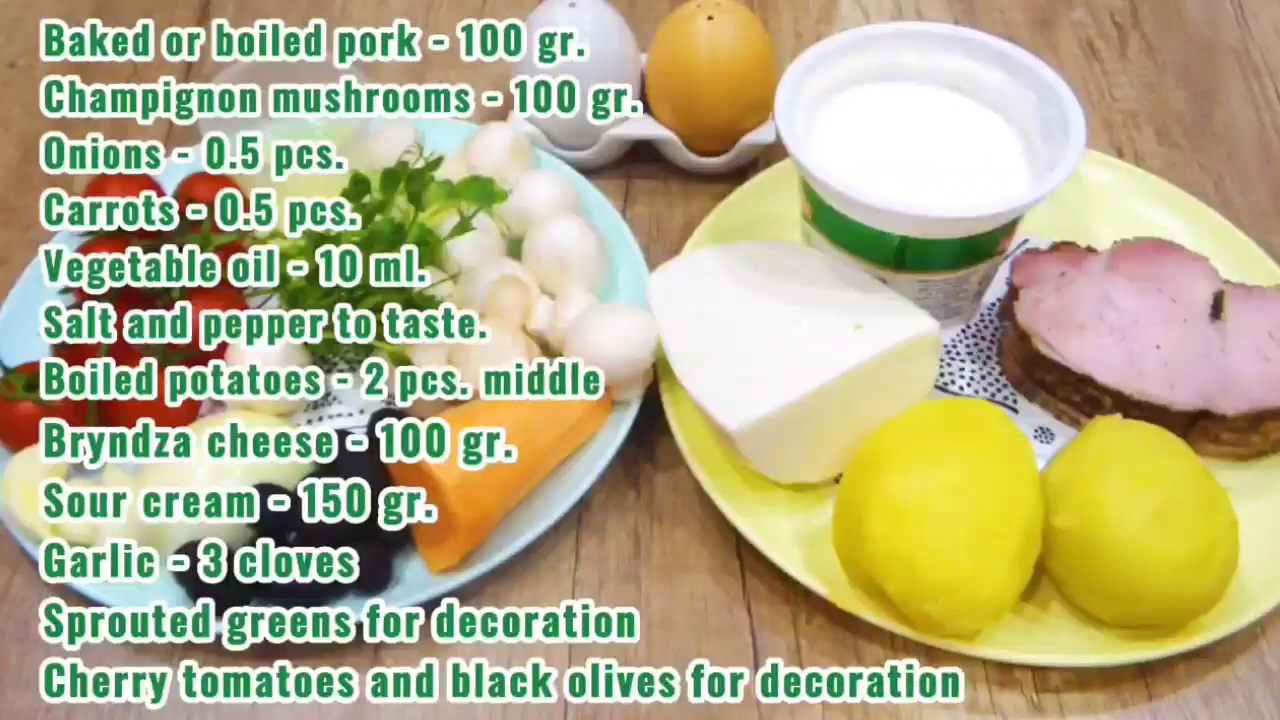 Baked or boiled pork - 100 gr.
Champignon mushrooms - 100 gr.
Onions - 0.5 pcs.
Carrots - 0.5 pcs.
Vegetable oil - 10 ml.
Salt and pepper to taste.
Boiled potatoes - 2 pcs. middle
Bryndza cheese - 100 gr.
Sour cream - 150 gr.
Garlic - 3 cloves
Sprouted greens for decoration
Cherry tomatoes and black olives for decoration